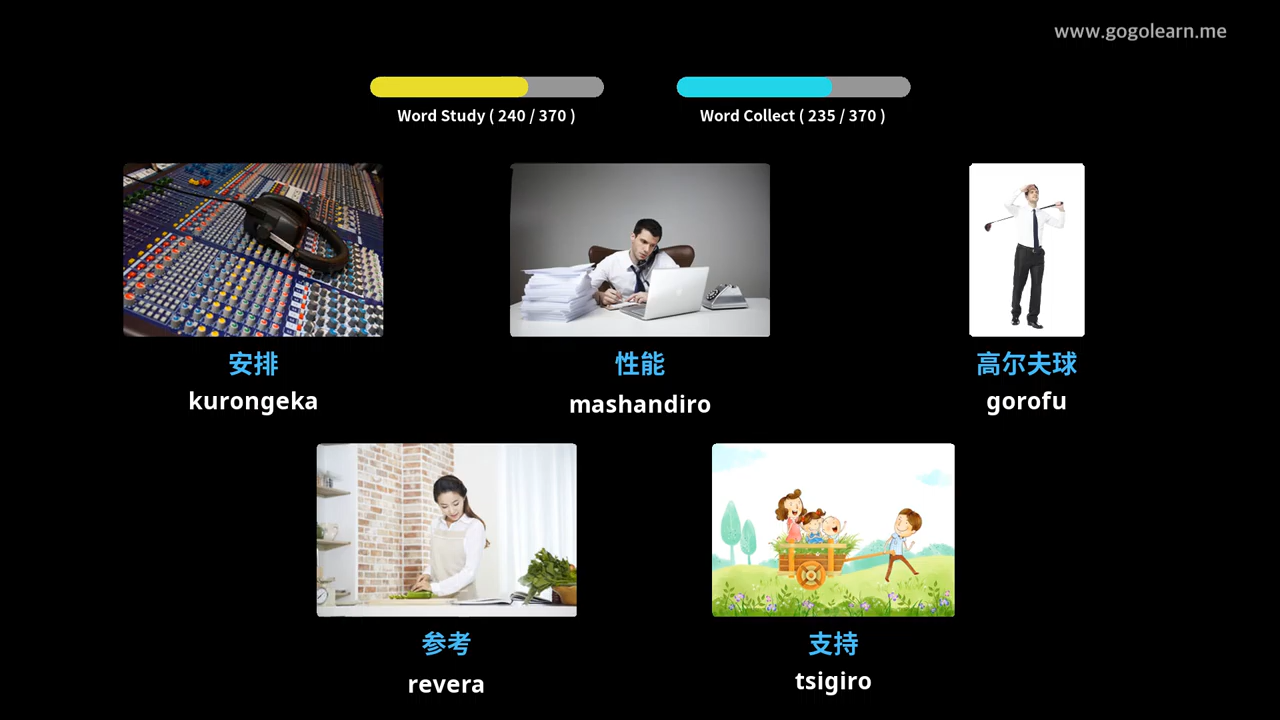 www.gogolearn.me
Word Study ( 240 / 370 )
Word Collect ( 235 / 370 )
安排
kurongeka
性能
mashandiro
高尔夫球
gorofu
参考
revera
支持
tsigiro